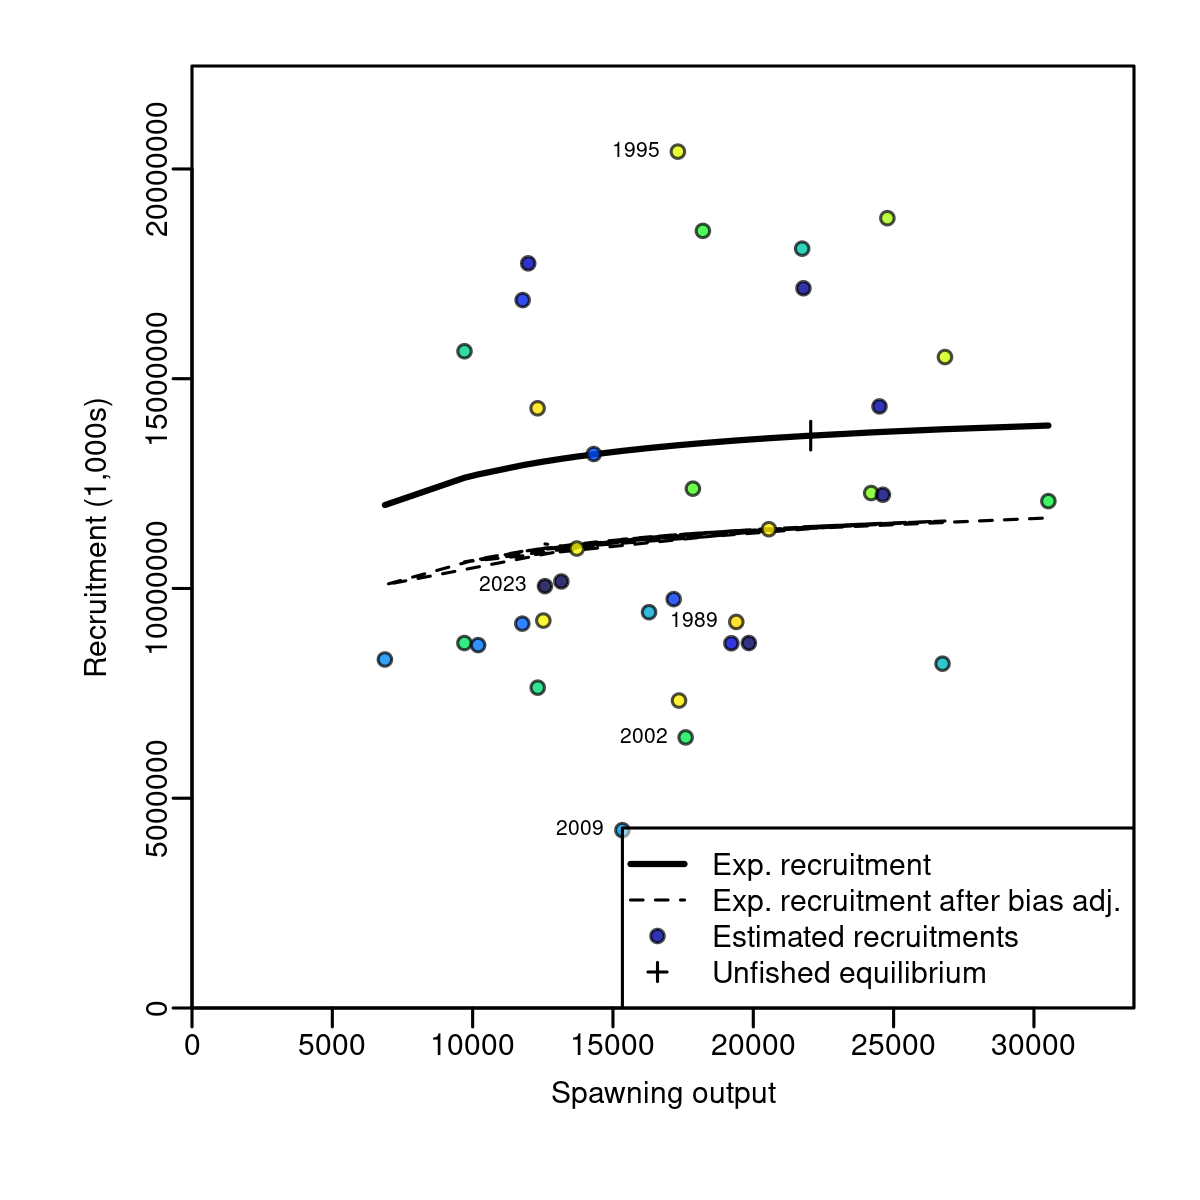 Recruitment (1,000s)
20000000
15000000
10000000
5000000
0
1995
2023
1989
2002
2009
Exp. recruitment
Exp. recruitment after bias adj.
Estimated recruitments
Unfished equilibrium
0 5000 10000 15000 20000 25000 30000
Spawning output